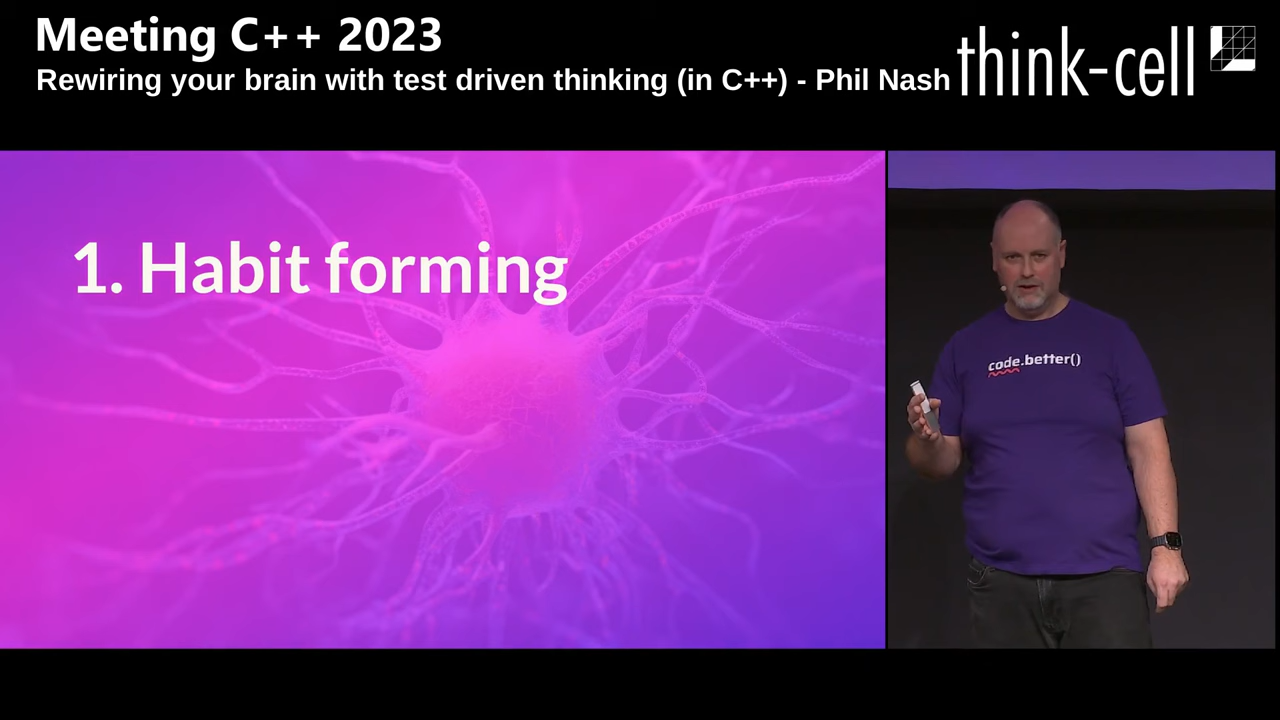 Meeting C++ 2023
Rewiring your brain with test driven thinking (in C++) - Phil Nash
think-cell
1. Habit forming
code.better()